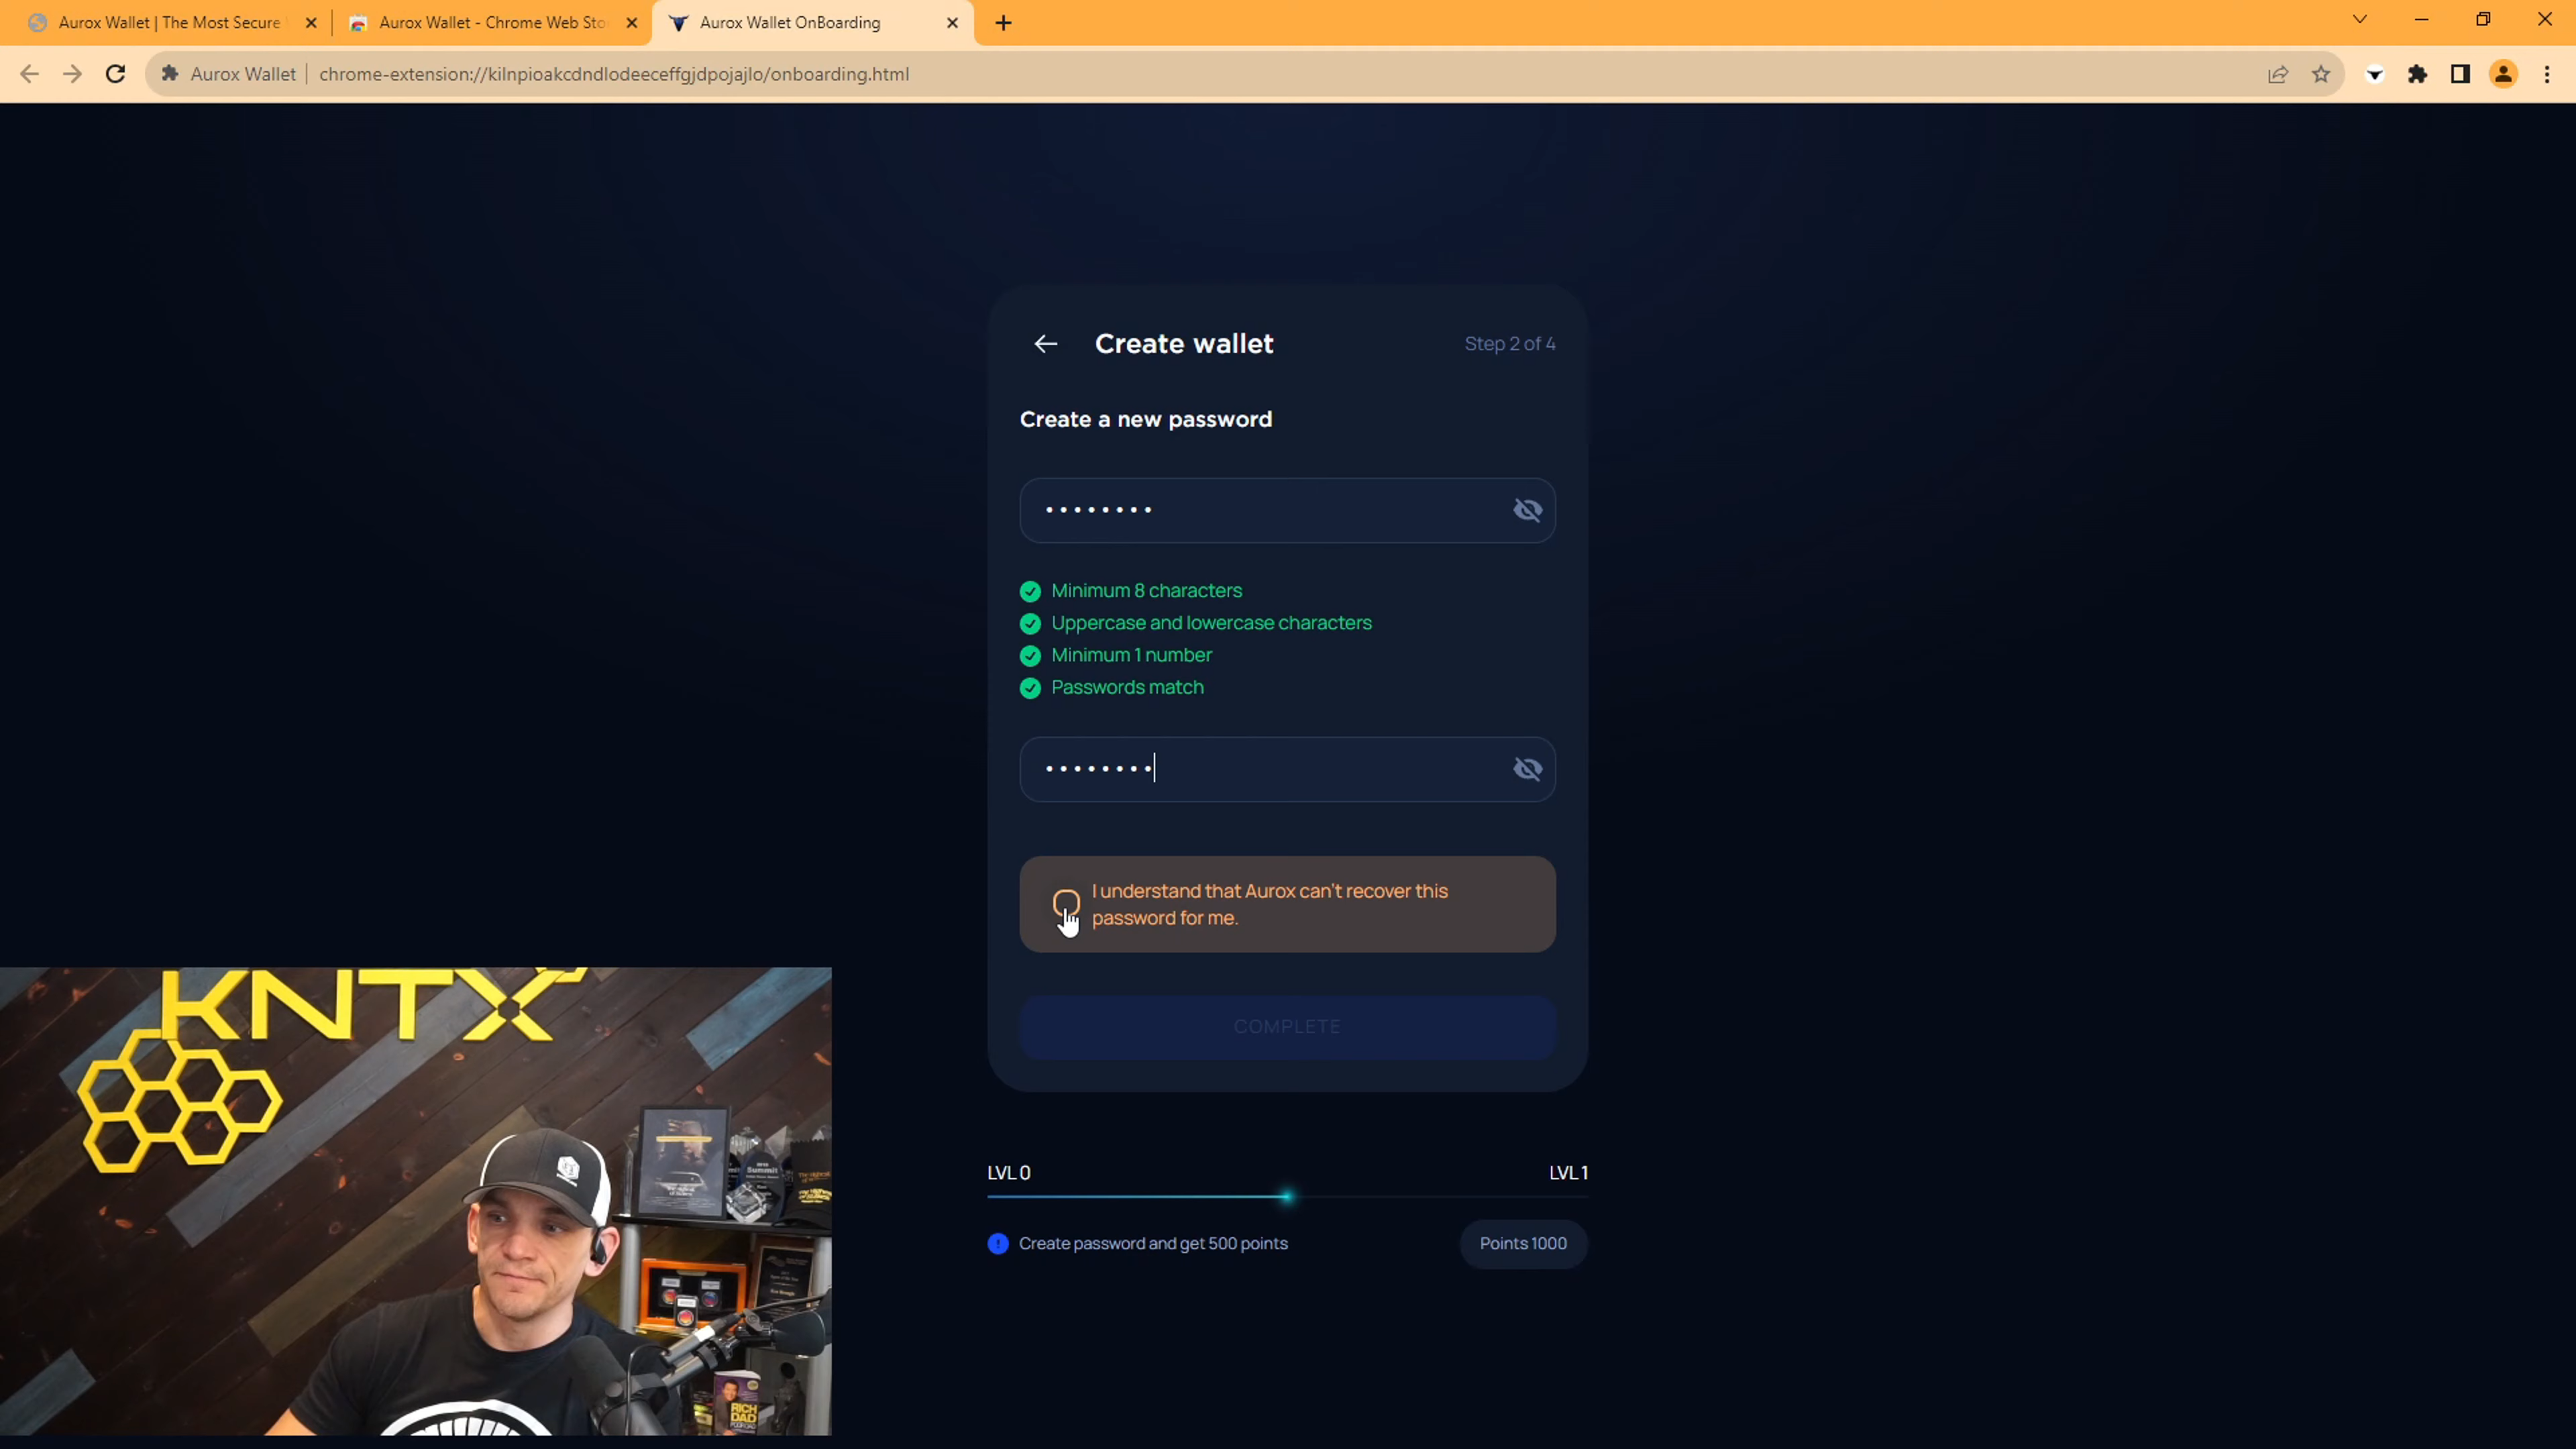 Aurox Wallet | The Most Secure
Aurox Wallet - Chrome Web Sto
Aurox Wallet OnBoarding
Aurox Wallet
chrome-extension://kilnpioakcdndlodeeceffgjdpojajlo/onboarding.html
Create wallet
Step 2 of 4
Create a new password
Minimum 8 characters
Uppercase and lowercase characters
Minimum 1 number
Passwords match
I understand that Aurox can't recover this
password for me.
COMPLETE
LVL 0
LVL 1
Create password and get 500 points
Points 1000
KNTX
Summit
RICH
DAD